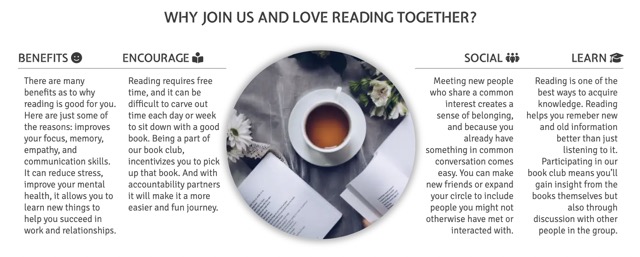 WHY JOIN US AND LOVE READING TOGETHER?
BENEFITS
There are many
benefits as to why
reading is good for you.
Here are just some of
the reasons: improves
your focus, memory,
empathy, and
communication skills.
It can reduce stress,
improve your mental
health, it allows you to
learn new things to
help you succeed in
work and relationships.
ENCOURAGE
Reading requires free
time, and it can be
difficult to carve out
time each day or week
to sit down with a good
book. Being a part of
our book club,
incentivizes you to pick
up that book. And with
accountability partners
it will make it a more
easier and fun journey.
SOCIAL
Meeting new people
who share a common
interest creates a
sense of belonging,
and because you
already have
something in common
conversation comes
easy. You can make
new friends or expand
your circle to include
people you might not
otherwise have met or
interacted with.
LEARN
Reading is one of the
best ways to acquire
knowledge. Reading
helps you remeber new
and old information
better than just
listening to it.
Participating in our
book club means you'll
gain insight from the
books themselves but
also through
discussion with other
people in the group.